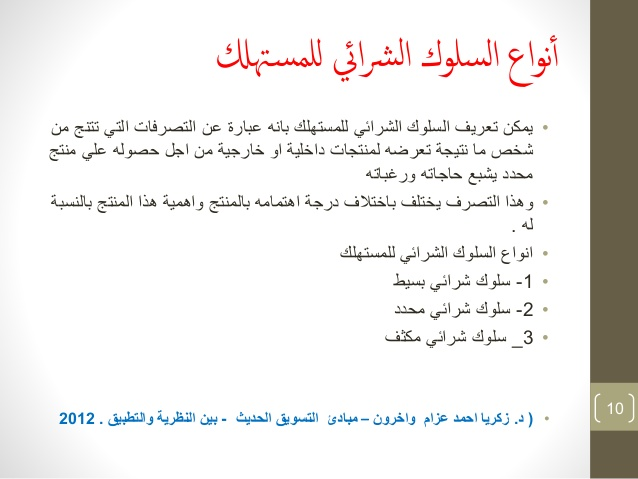 أنواع السلوك الشرائي للمستهلك
• يمكن تعريف السلوك الشرائي للمستهلك بانه عبارة عن التصرفات التي تتنج من
شخص ما نتيجة تعرضه لمنتجات داخلية او خارجية من اجل حصوله علي منتج
محدد يشبع حاجاته ورغباته
• وهذا التصرف يختلف باختلاف درجة اهتمامه بالمنتج واهمية هذا المنتج بالنسبة
له .
• انواع السلوك الشرائي للمستهلك
• 1- سلوك شرائي بسيط
• 2- سلوك شرائي محدد
• 3_ سلوك شرائي مكثف
10
• ( د. زكريا احمد عزام واخرون – مبادئ التسويق الحديث - بين النظرية والتطبيق . 2012